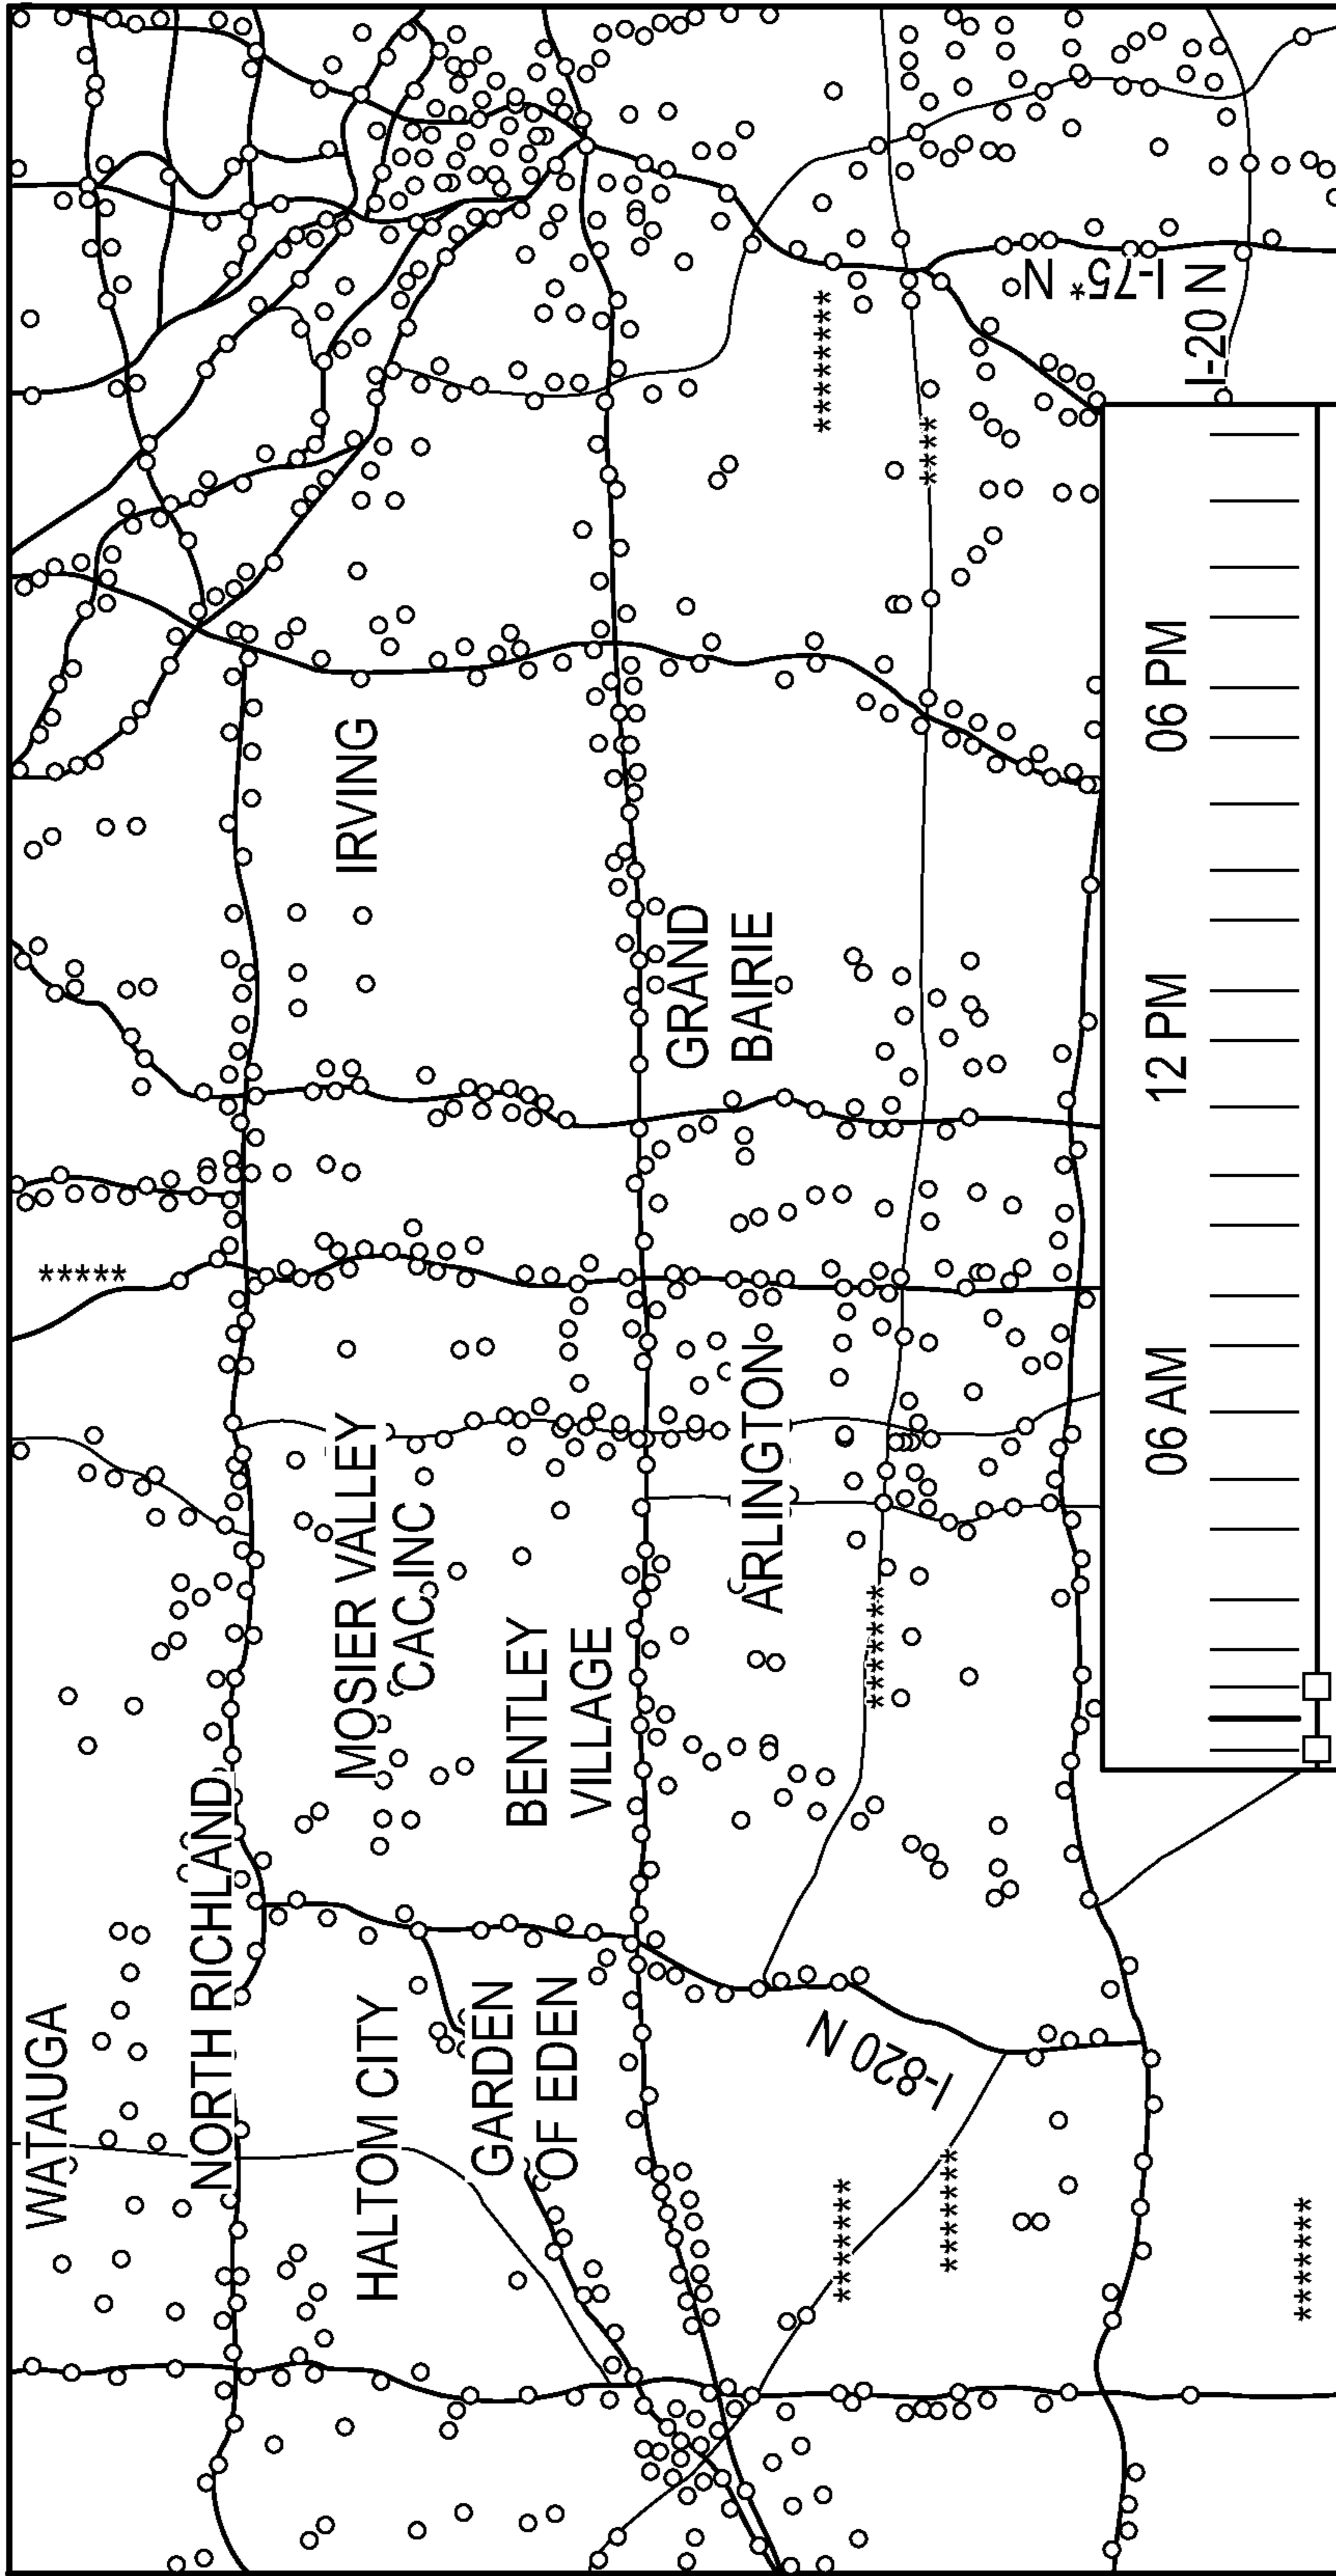 WATAUGA
NORTH RICHLAND
HALTOM CITY
GARDEN
OF EDEN
MOSIER VALLEY
CAC,INC
BENTLEY
VILLAGE
IRVING
GRAND
BAIRIE
ARLINGTON
*****
******
****
*******
I-820 N
******
******
******
I-75* N
I-20 N
06 AM
12 PM
06 PM